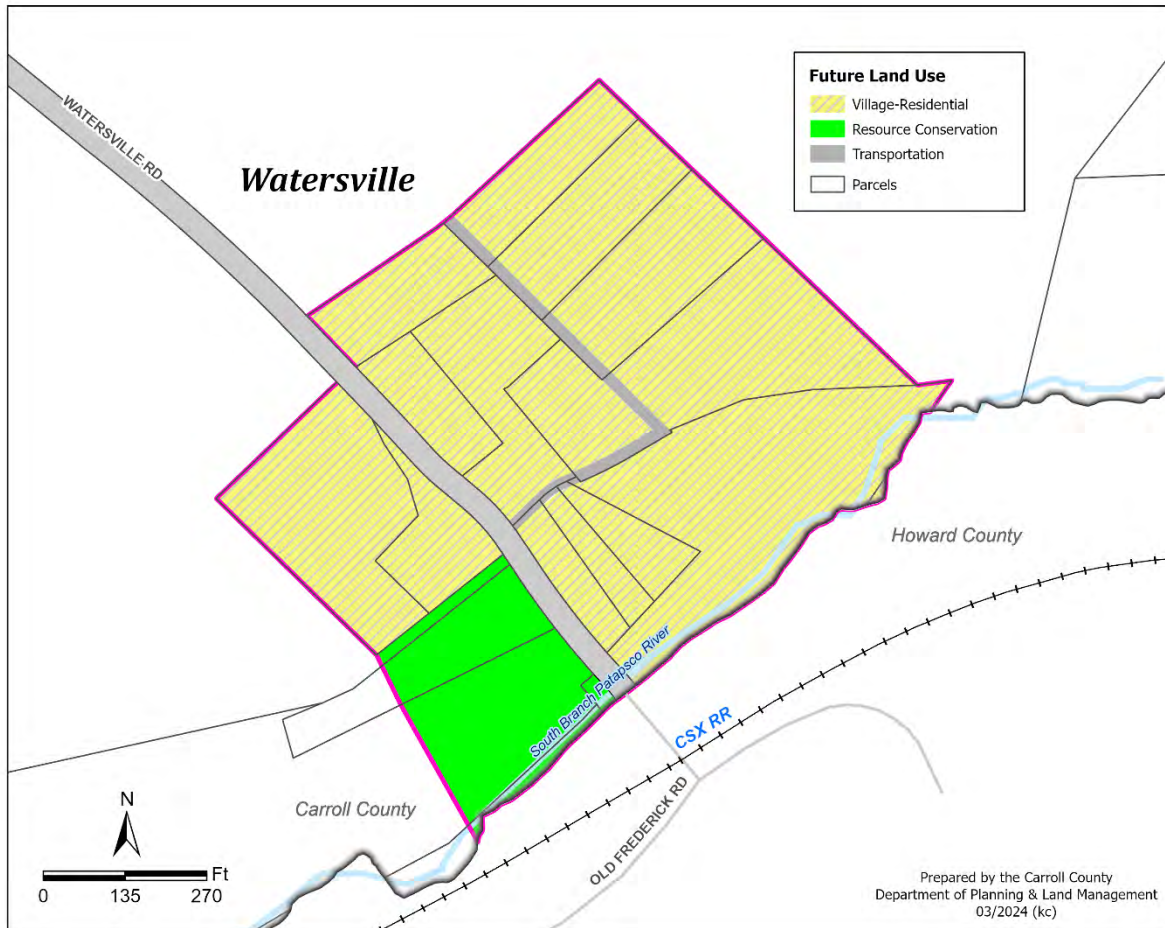 WATERSVILLE RD
Watersville
Future Land Use
Village-Residential
Resource Conservation
Transportation
Parcels
Howard County
South Branch Patapsco River
CSX RR
OLD FREDERICK RD
Carroll County
N
Ft
0 135 270
Prepared by the Carroll County
Department of Planning & Land Management
03/2024 (kc)